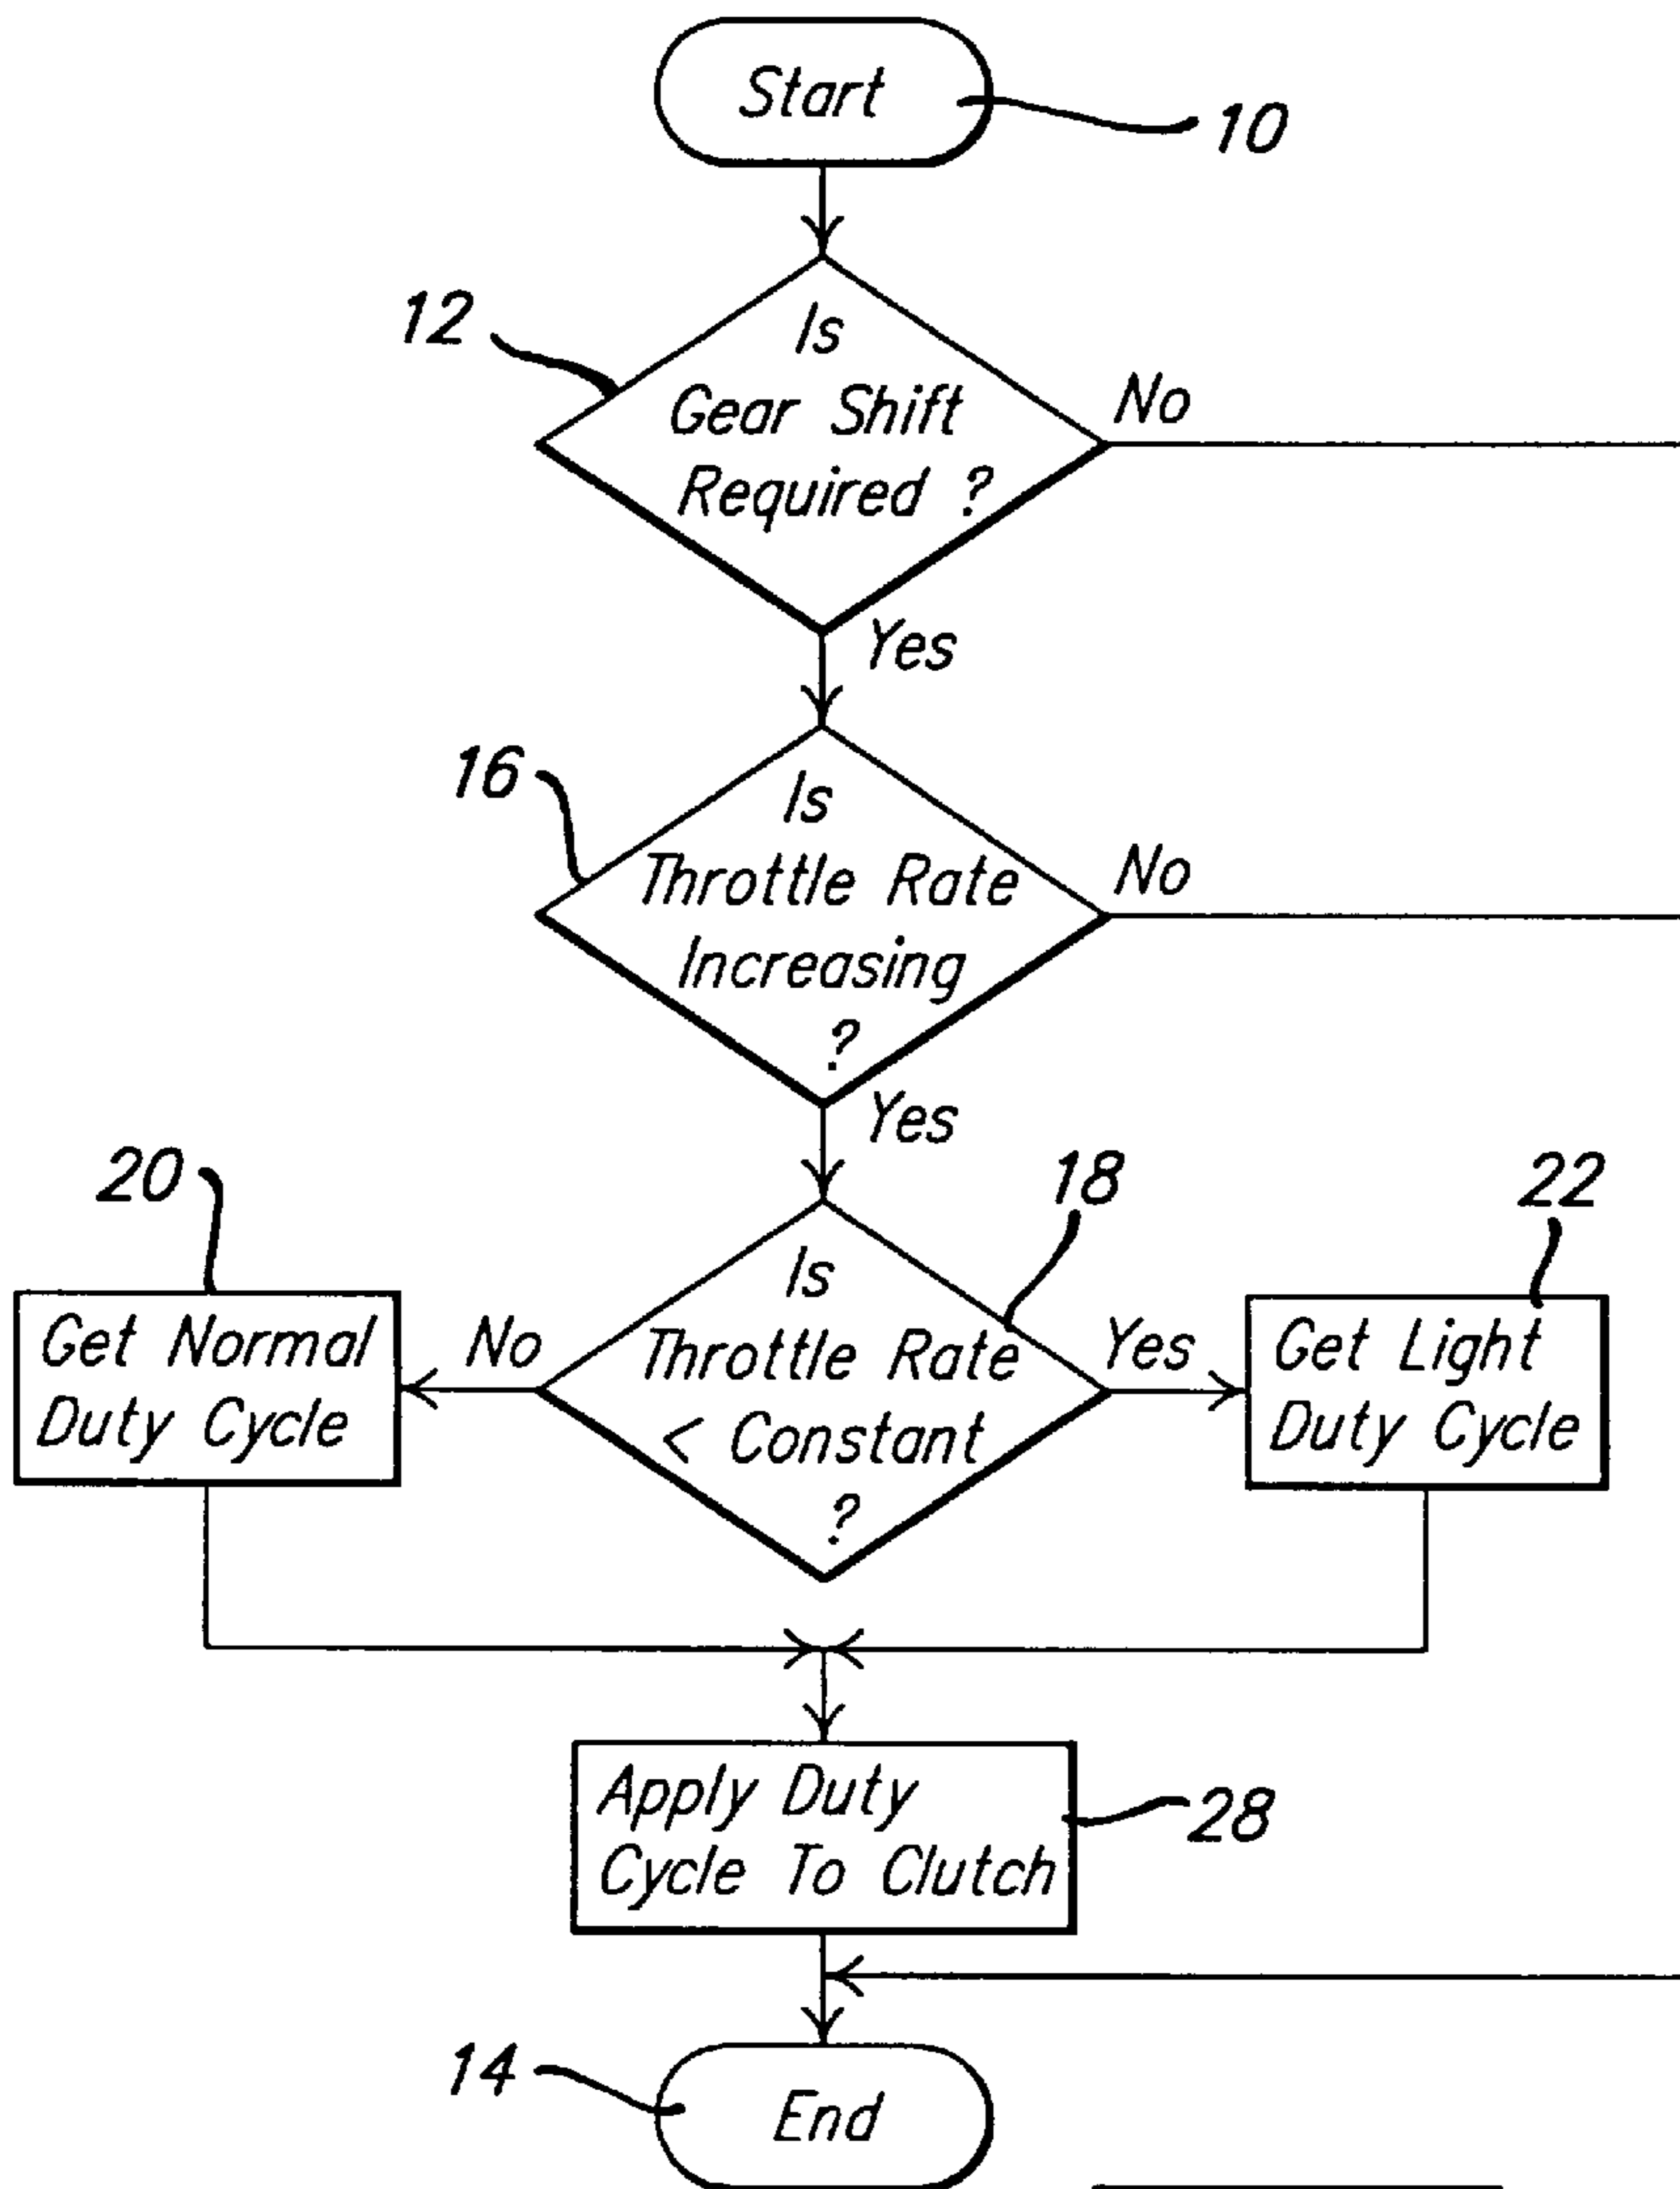 Start
10
12
Is
Gear Shift
Required ?
No
Yes
16
Is
Throttle Rate
Increasing
?
No
Yes
20
18
22
Get Normal
Duty Cycle
No
Is
Throttle Rate
< Constant
?
Yes
Get Light
Duty Cycle
Apply Duty
Cycle To Clutch
28
14
End